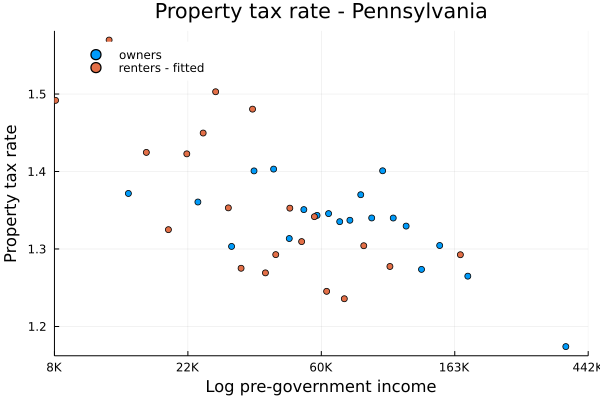 Property tax rate - Pennsylvania
owners
renters - fitted
Property tax rate
1.5
1.4
1.3
1.2
8K
22K
60K
163K
442K
Log pre-government income